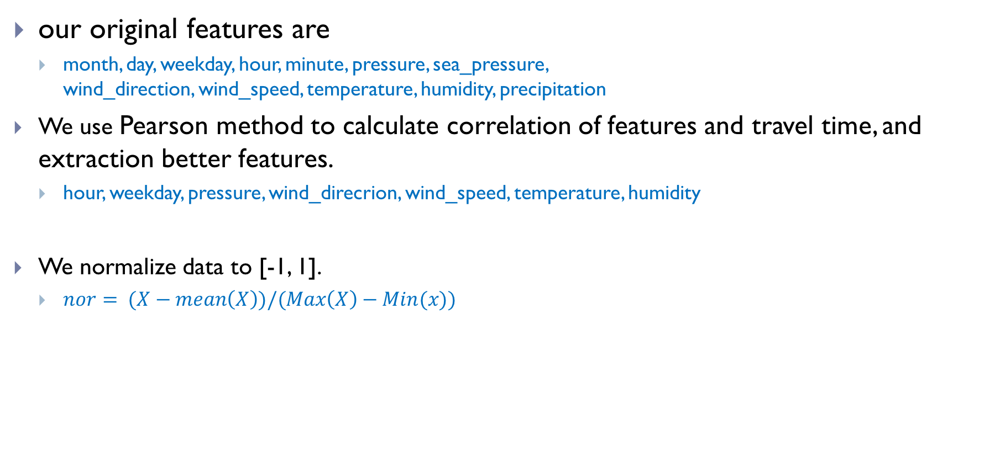 our original features are
month, day, weekday, hour, minute, pressure, sea_pressure,
wind_direction, wind_speed, temperature, humidity, precipitation
We use Pearson method to calculate correlation of features and travel time, and
extraction better features.
hour, weekday, pressure, wind_direcrion, wind_speed, temperature, humidity
We normalize data to [-1, 1].
nor = (X − mean(X))/(Max(X) − Min(x))